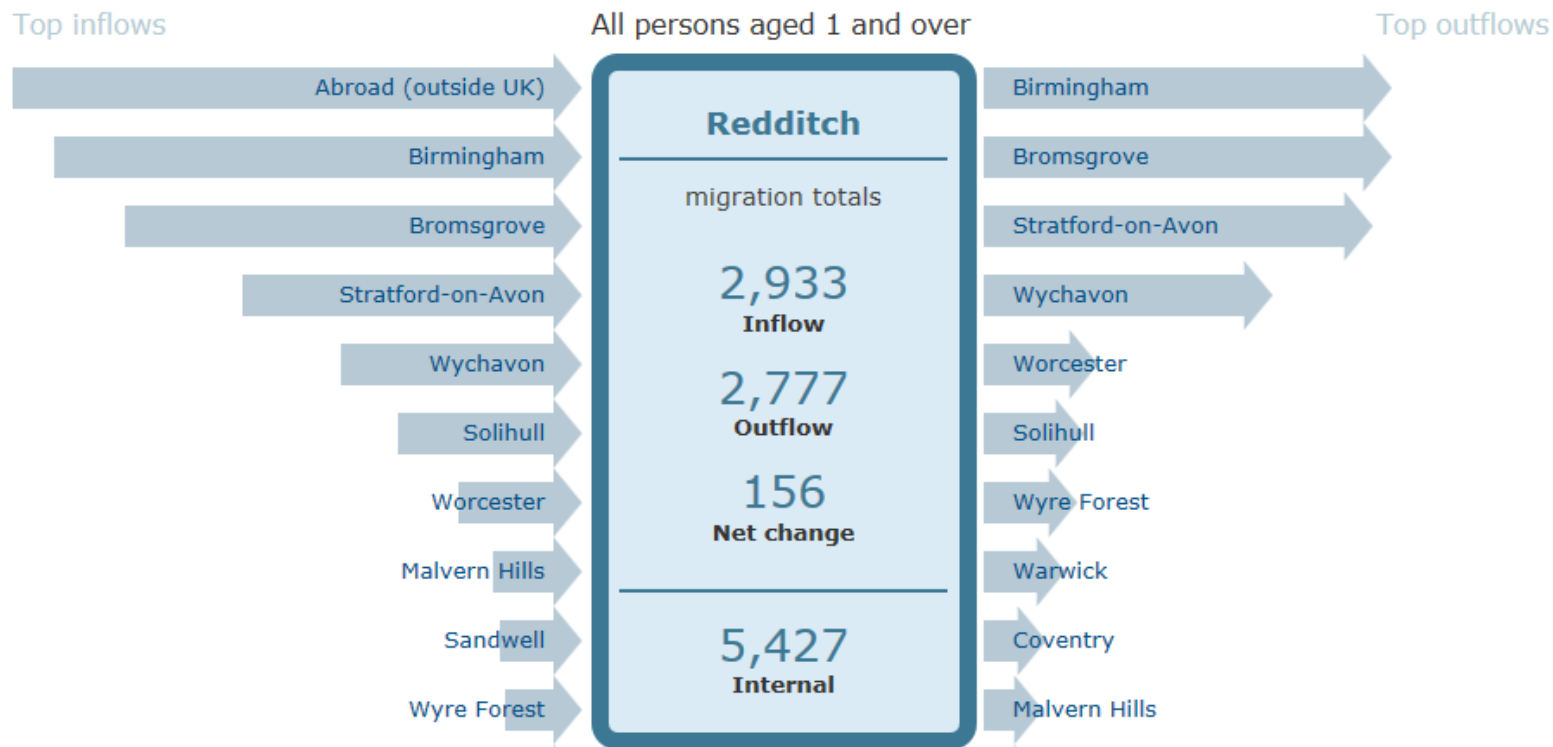 Top inflows
All persons aged 1 and over
Top outflows
Abroad (outside UK)
Birmingham
Bromsgrove
Stratford-on-Avon
Wychavon
Solihull
Worcester
Malvern Hills
Sandwell
Wyre Forest
Redditch
migration totals
2,933
Inflow
2,777
Outflow
156
Net change
5,427
Internal
Birmingham
Bromsgrove
Stratford-on-Avon
Wychavon
Worcester
Solihull
Wyre Forest
Warwick
Coventry
Malvern Hills